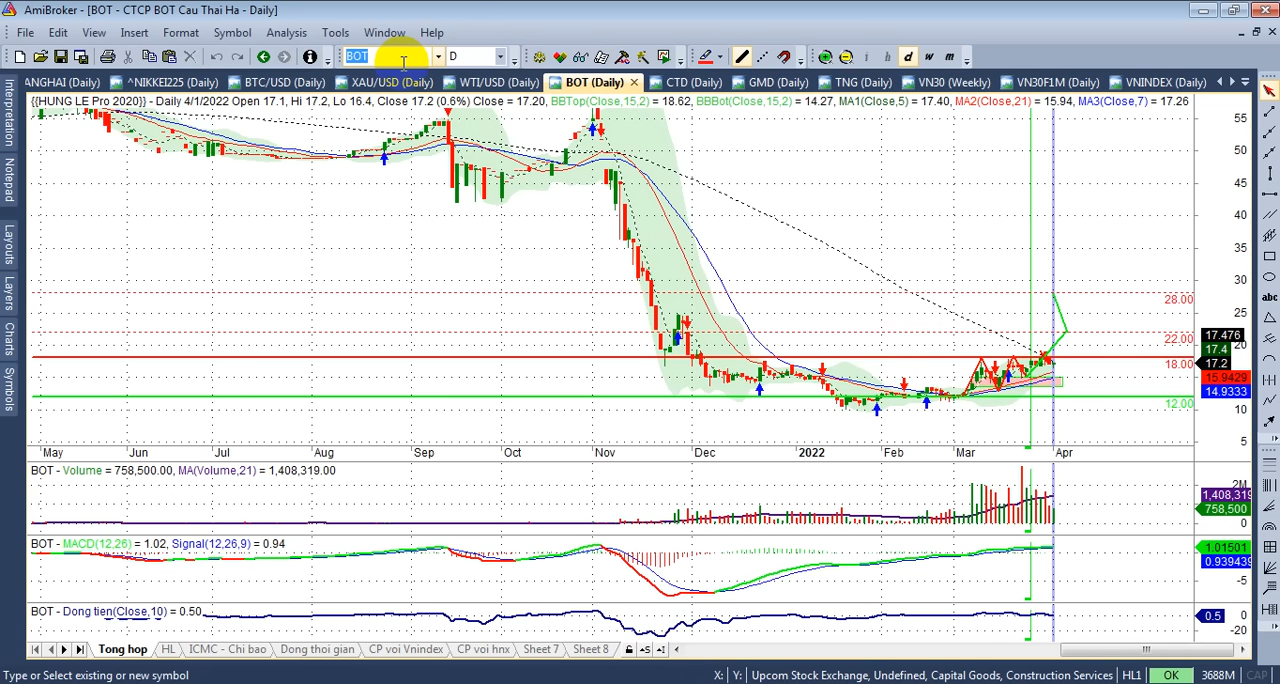 AmiBroker - [BOT - CTCP BOT Cau Thai Ha - Daily]
File Edit View Insert Format Symbol Analysis Tools Window Help
BOT D i h d w m
ANGHAI (Daily) ^NIKKEI225 (Daily) BTC/USD (Daily) XAU/USD (Daily) WTI/USD (Daily) BOT (Daily) CTD (Daily) GMD (Daily) TNG (Daily) VN30 (Weekly) VN30F1M (Daily) VNINDEX (Daily)
{{HUNG LE Pro 2020}} - Daily 4/1/2022 Open 17.1, Hi 17.2, Lo 16.4, Close 17.2 (0.6%) Close = 17.20, BBTop(Close,15,2) = 18.62, BBBot(Close,15,2) = 14.27, MA1(Close,5) = 17.40, MA2(Close,21) = 15.94, MA3(Close,7) = 17.26
Interpretation
Notepad
Layouts
Layers
Charts
Symbols
abc
55
50
45
40
35
30
28.00
25
22.00
20
17.476
17.4
17.2
18.00
15.9429
14.9333
12.00
10
5
May Jun Jul Aug Sep Oct Nov Dec 2022 Feb Mar Apr
BOT - Volume = 758,500.00, MA(Volume,21) = 1,408,319.00
2M
1,408,319
758,500
0
BOT - MACD(12,26) = 1.02, Signal(12,26,9) = 0.94
1.01501
0.939439
-5
BOT - Dong tien(Close,10) = 0.50
0.5 0
-20
Tong hop HL ICMC - Chi bao Dong thoi gian CP voi Vnindex CP voi hnx Sheet 7 Sheet 8
Type or Select existing or new symbol X: Y: Upcom Stock Exchange, Undefined, Capital Goods, Construction Services HL1 OK 3688M CAP